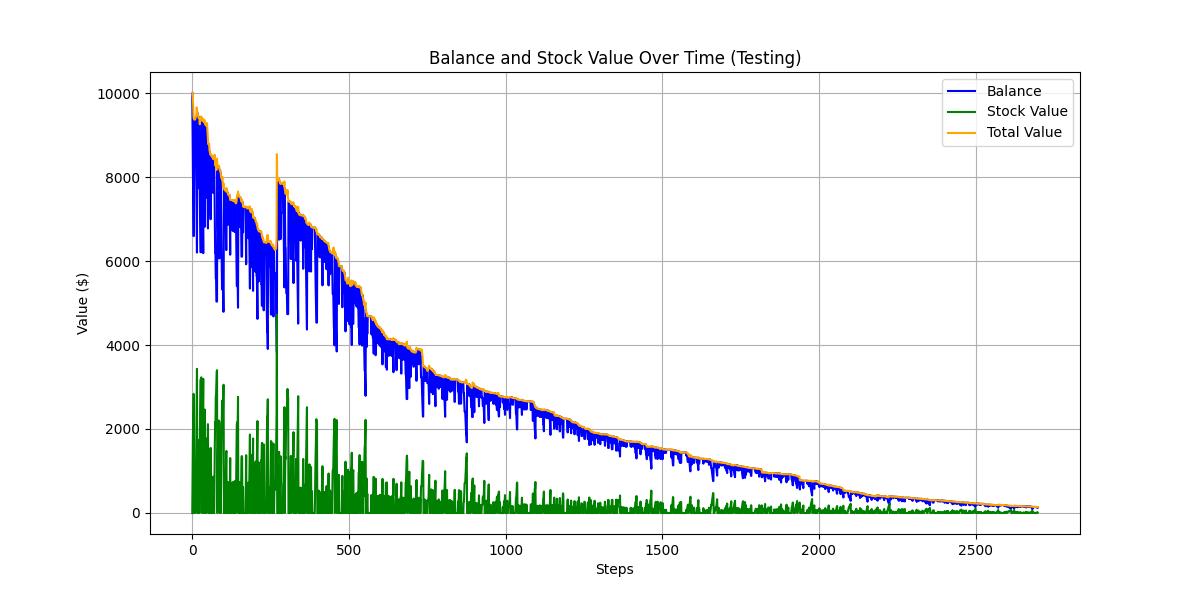 Balance and Stock Value Over Time (Testing)
Balance
Stock Value
Total Value
Value ($)
10000
8000
6000
4000
2000
0
0 500 1000 1500 2000 2500
Steps